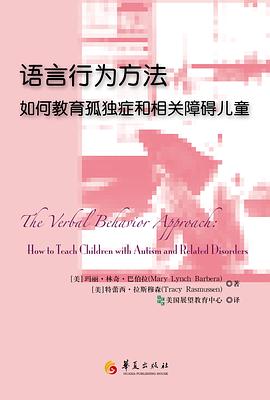 语言行为方法
如何教育孤独症和相关障碍儿童
The Verbal Behavior Approach:
How to Teach Children with Autism and Related Disorders
[美]玛丽·林奇·巴伯拉(Mary Lynch Barbera)
[美]特蕾西·拉斯穆森(Tracy Rasmussen) 著
美国展望教育中心 译
华夏出版社
HUAXIA PUBLISHING HOUSE